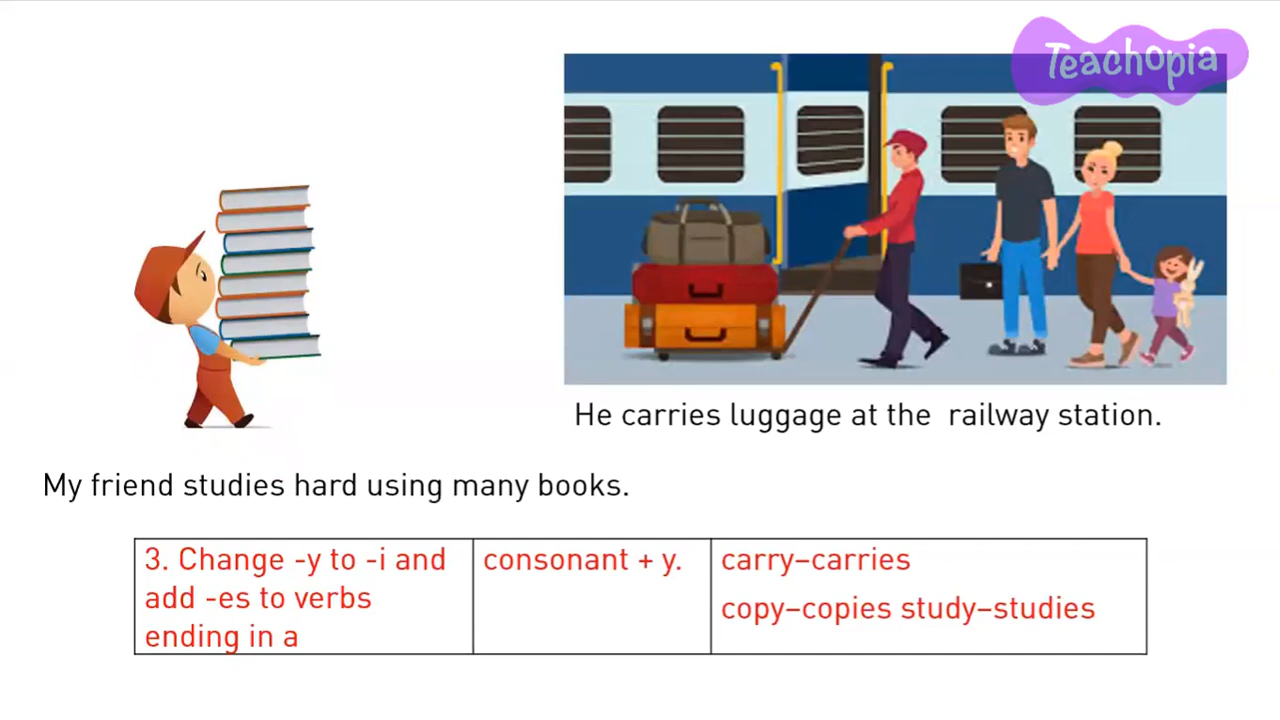 Teachopia
He carries luggage at the railway station.
My friend studies hard using many books.
3. Change -y to -i and
add -es to verbs
ending in a
consonant + y.
carry–carries
copy–copies study–studies